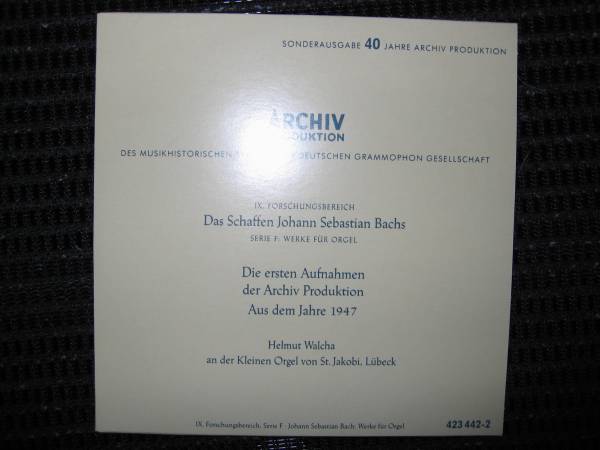 SONDERAUSGABE 40 JAHRE ARCHIV PRODUKTION
ARCHIV
PRODUKTION
DES MUSIKHISTORISCHEN DEUTSCHEN GRAMMOPHON GESELLSCHAFT
IX. FORSCHUNGSBEREICH
Das Schaffen Johann Sebastian Bachs
SERIE F: WERKE FÜR ORGEL
Die ersten Aufnahmen
der Archiv Produktion
Aus dem Jahre 1947
Helmut Walcha
an der Kleinen Orgel von St. Jakobi, Lübeck
IX. Forschungsbereich, Serie F · Johann Sebastian Bach: Werke für Orgel
423 442-2